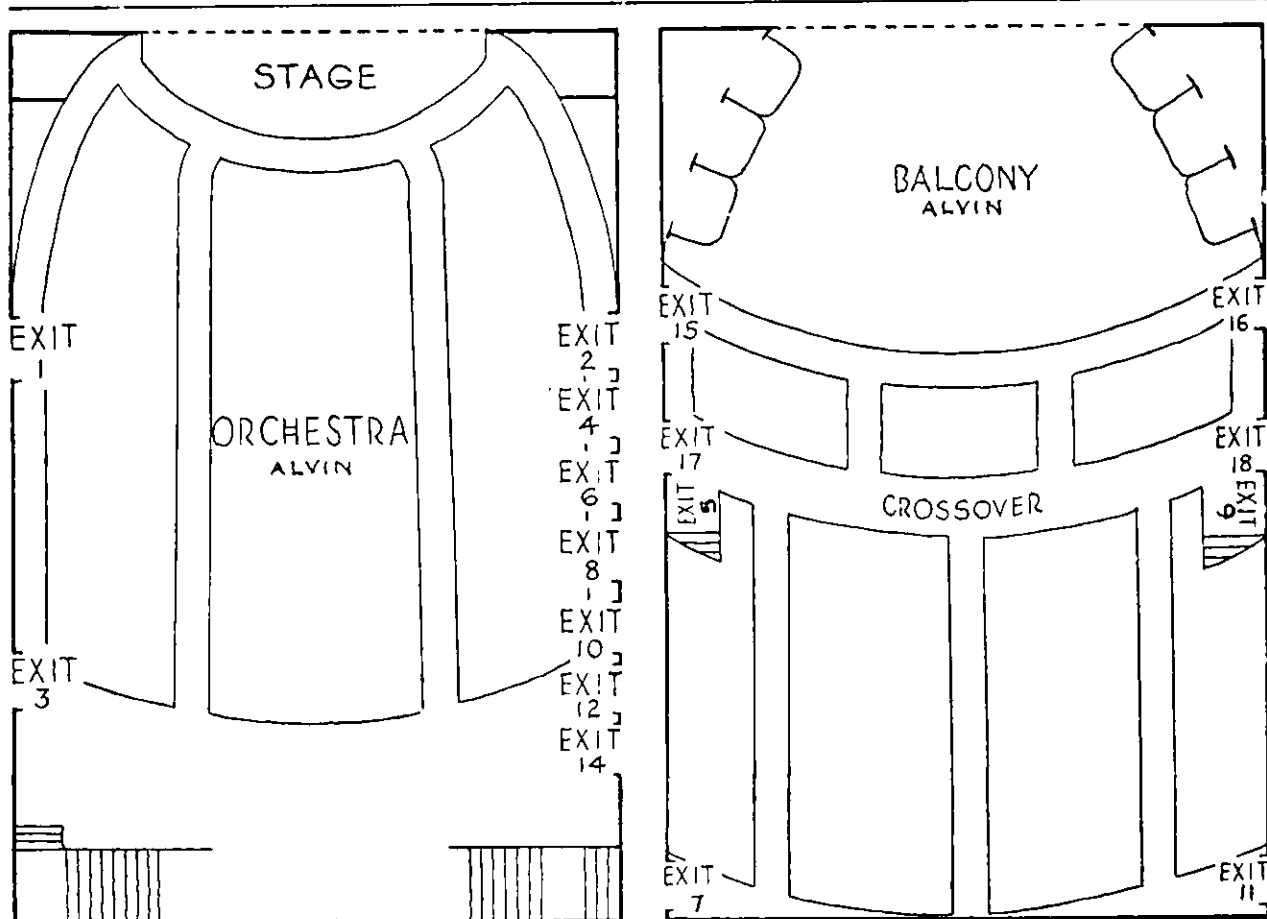 STAGE
ORCHESTRA
ALVIN
EXIT
1
EXIT
3
EXIT
2
EXIT
4
EXIT
6
EXIT
8
EXIT
10
EXIT
12
EXIT
14
BALCONY
ALVIN
EXIT
15
EXIT
16
EXIT
17
EXIT
18
EXIT
5
CROSSOVER
EXIT
9
EXIT
7
EXIT
11